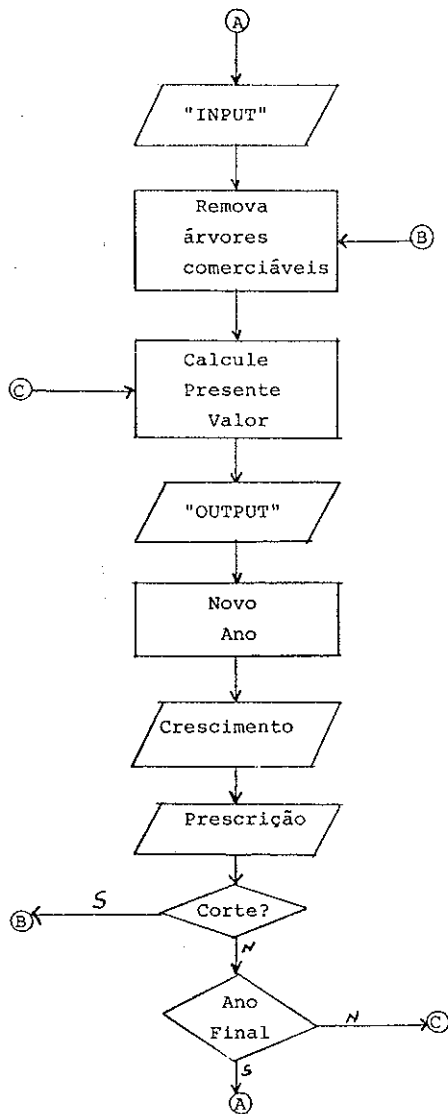 A
"INPUT"
Remova
árvores
comerciáveis
B
Calcule
Presente
Valor
C
"OUTPUT"
Novo
Ano
Crescimento
Prescrição
Corte?
S
B
N
Ano
Final
N
C
S
A